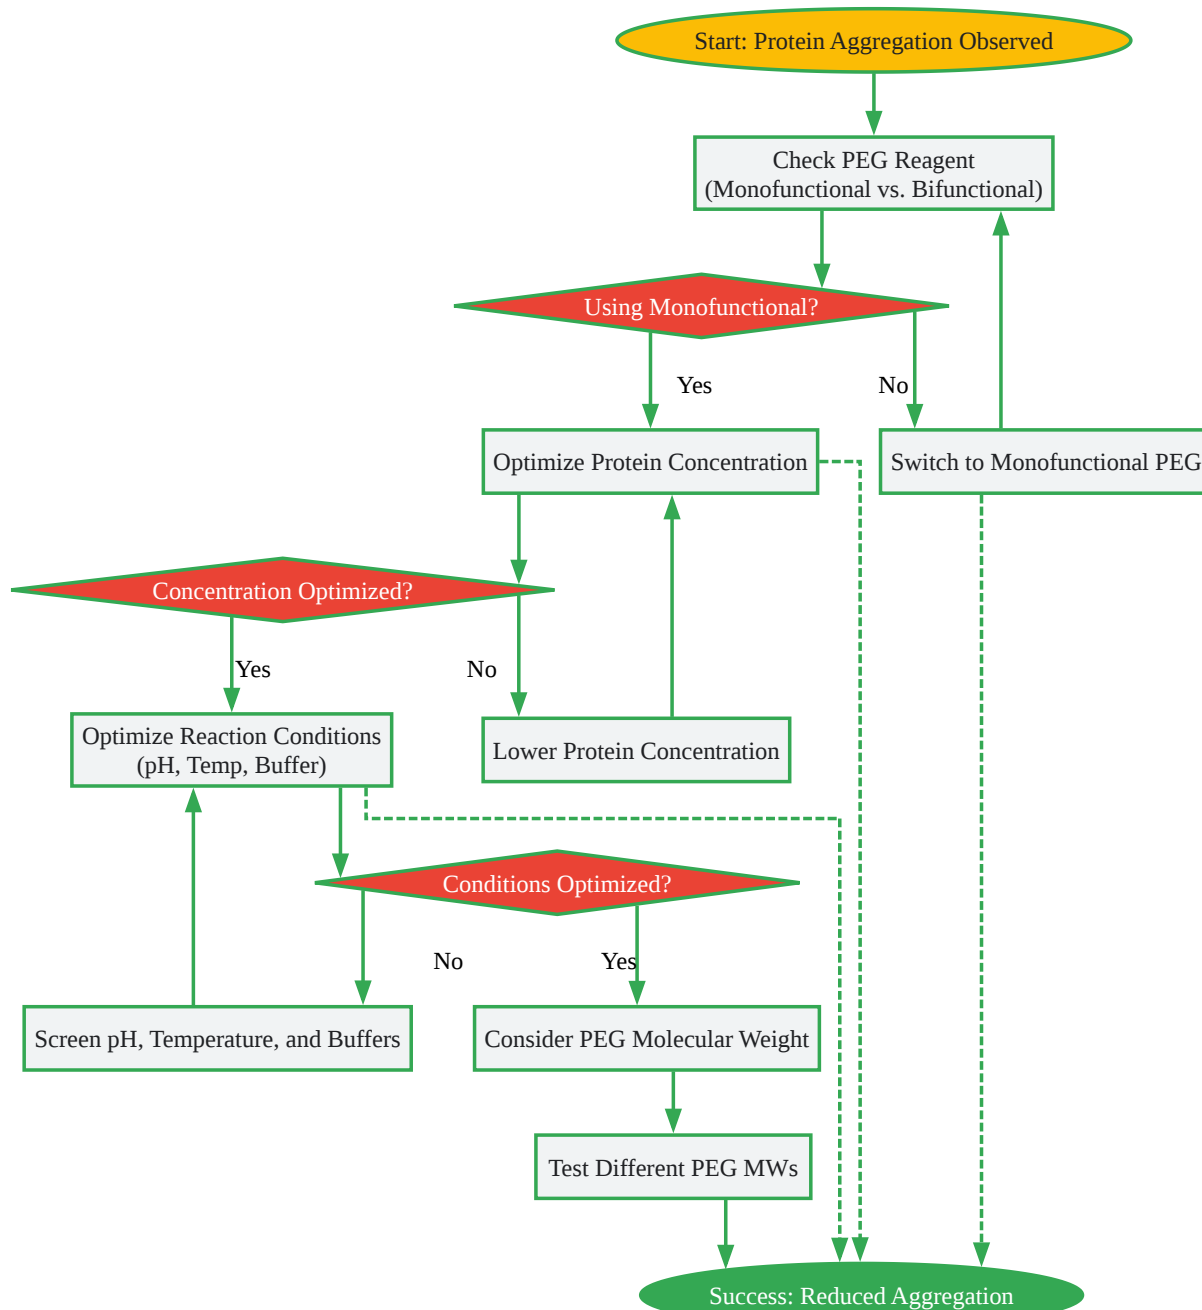 Start: Protein Aggregation Observed
Check PEG Reagent
(Monofunctional vs. Bifunctional)
Using Monofunctional?
Yes
No
Optimize Protein Concentration
Switch to Monofunctional PEG
Concentration Optimized?
Yes
No
Optimize Reaction Conditions
(pH, Temp, Buffer)
Lower Protein Concentration
Conditions Optimized?
No
Yes
Screen pH, Temperature, and Buffers
Consider PEG Molecular Weight
Test Different PEG MWs
Success: Reduced Aggregation